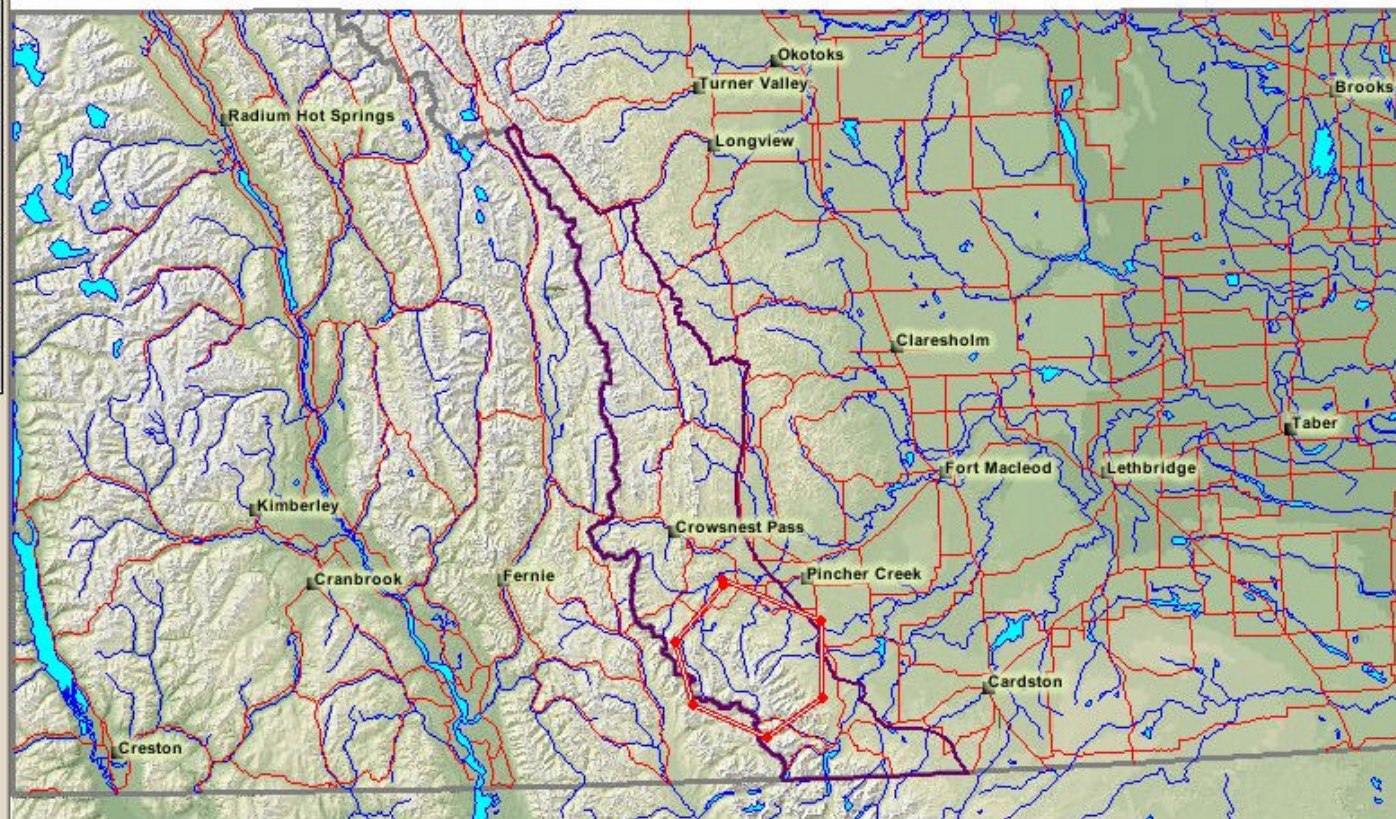 Okotoks
Turner Valley
Brooks
Radium Hot Springs
Longview
Claresholm
Taber
Fort Macleod
Lethbridge
Kimberley
Crowsnest Pass
Cranbrook
Fernie
Pincher Creek
Cardston
Creston